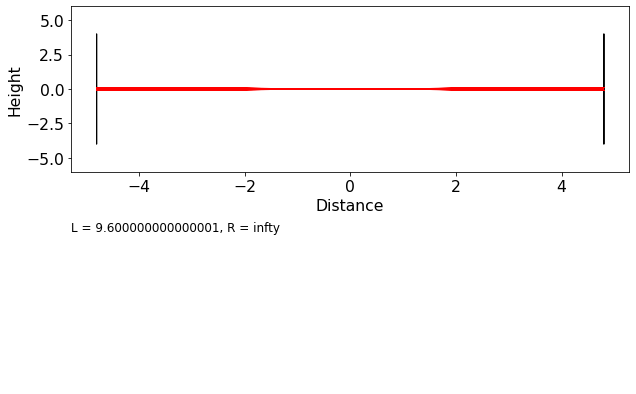 5.0
2.5
0.0
−2.5
−5.0
Height
−4 −2 0 2 4
Distance
L = 9.600000000000001, R = infty